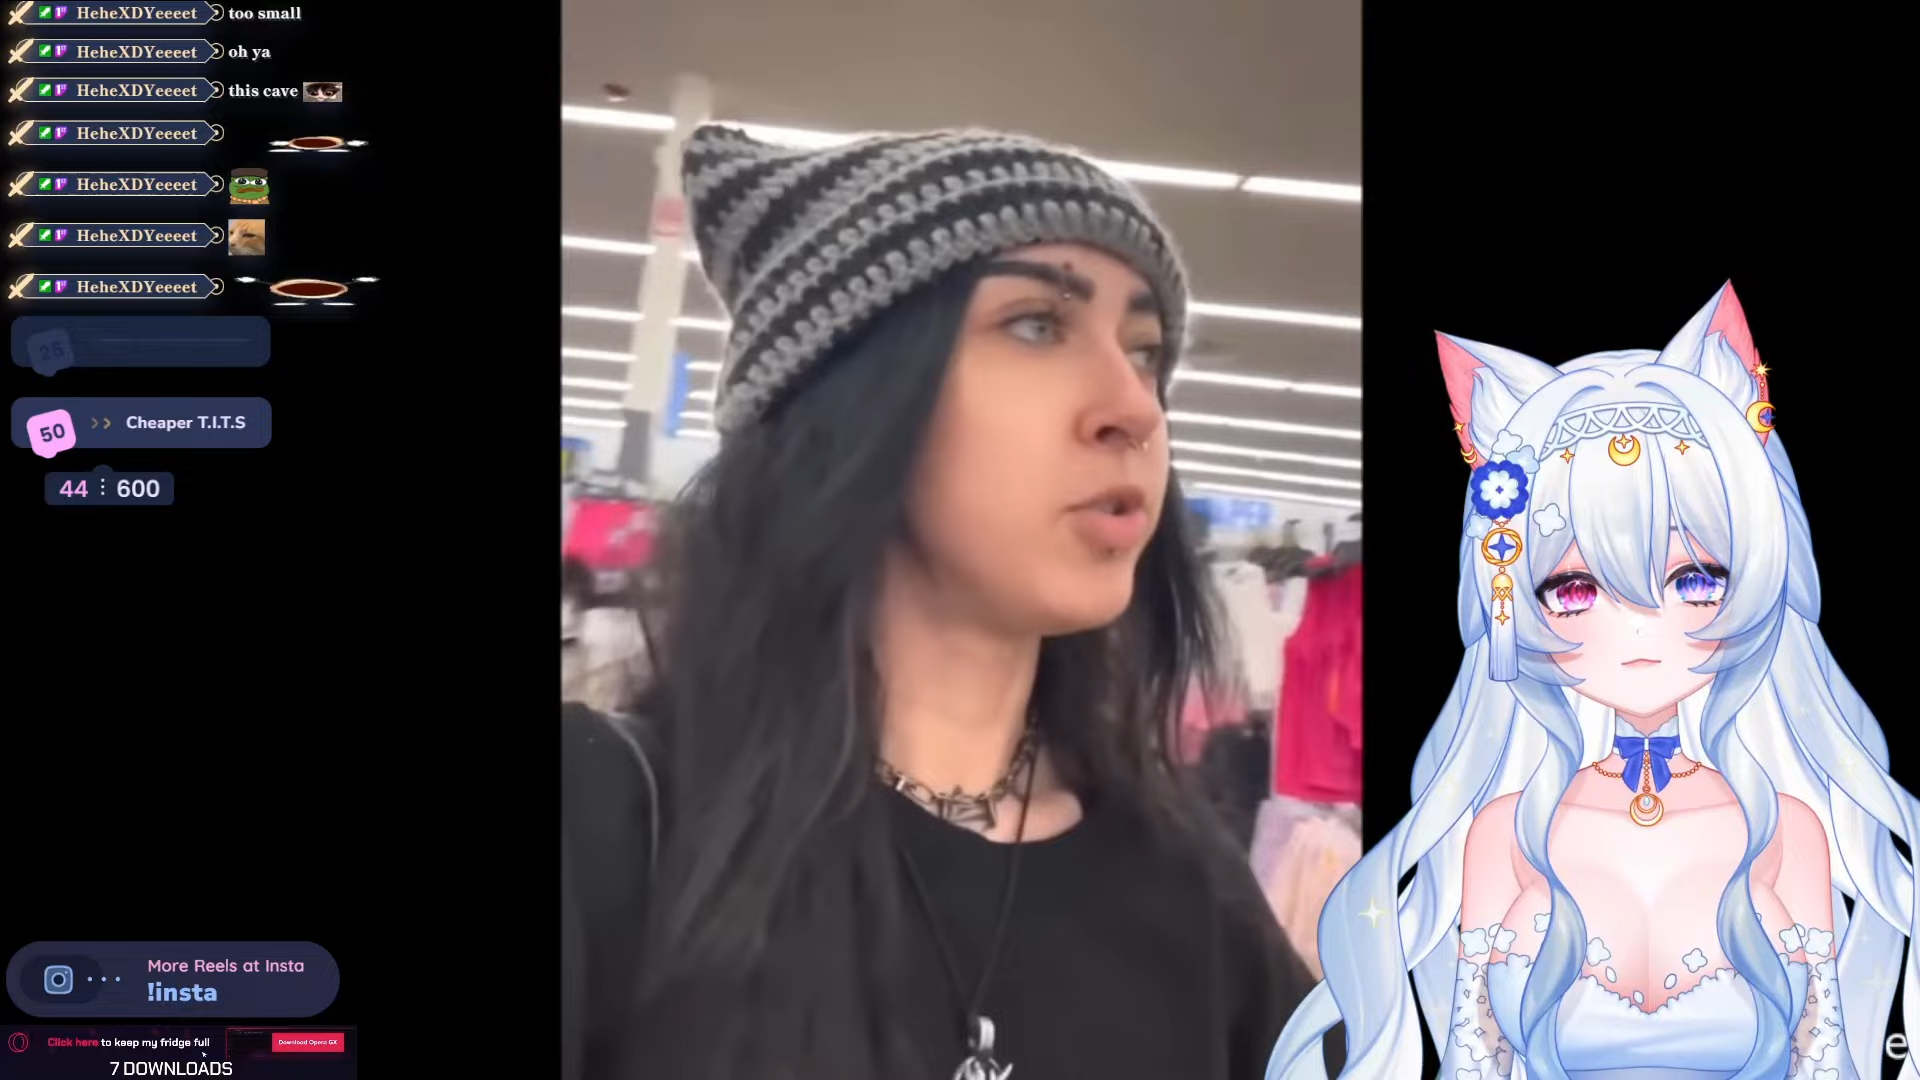 HeheXDYeeeet too small
HeheXDYeeeet oh ya
HeheXDYeeeet this cave
HeheXDYeeeet
HeheXDYeeeet
HeheXDYeeeet
HeheXDYeeeet
25
50 >> Cheaper T.I.T.S
44 : 600
More Reels at Insta
!insta
Click here to keep my fridge full
Download Opera GX
7 DOWNLOADS
e